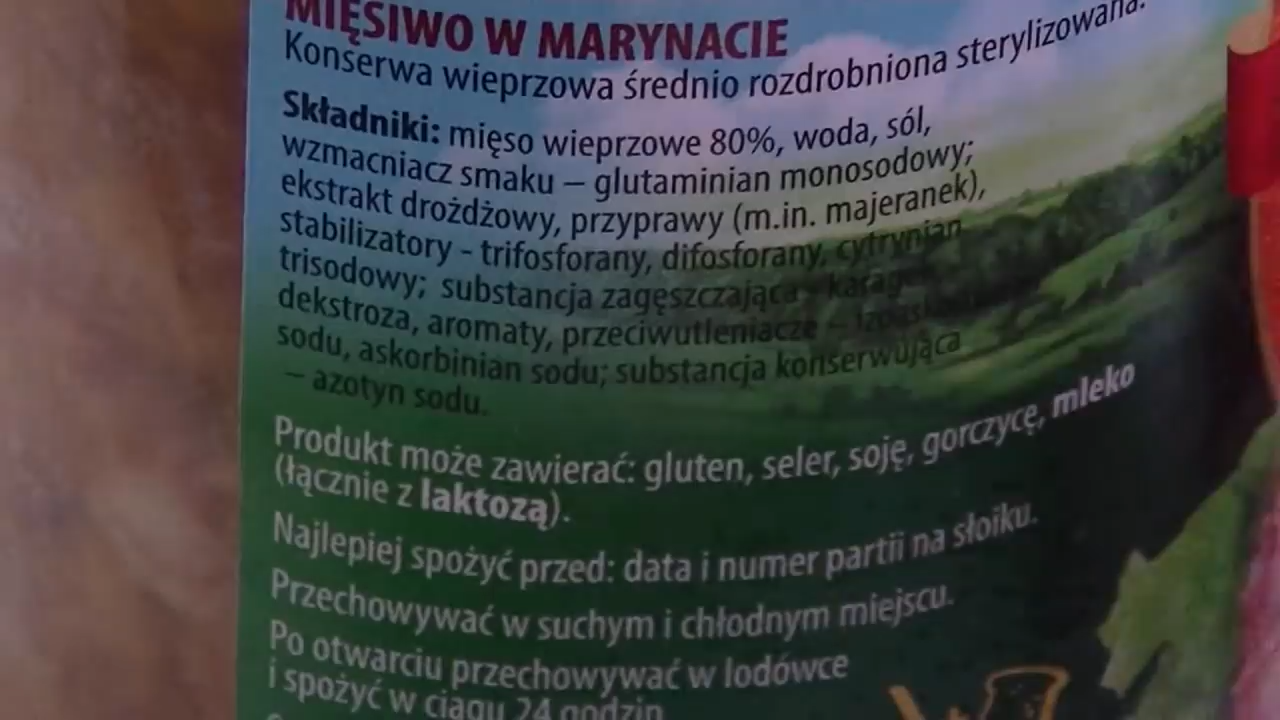 MIĘSIWO W MARYNACIE
Konserwa wieprzowa średnio rozdrobniona sterylizowana.
Składniki: mięso wieprzowe 80%, woda, sól,
wzmacniacz smaku – glutaminian monosodowy;
ekstrakt drożdżowy, przyprawy (m.in. majeranek),
stabilizatory - trifosforany, difosforany, cytrynian
trisodowy; substancja zagęszczająca
dekstroza, aromaty, przeciwutleniacze –
sodu, askorbinian sodu; substancja konserwująca
– azotyn sodu.
Produkt może zawierać: gluten, seler, soję, gorczycę, mleko
(łącznie z laktozą).
Najlepiej spożyć przed: data i numer partii na słoiku.
Przechowywać w suchym i chłodnym miejscu.
Po otwarciu przechowywać w lodówce
i spożyć w ciągu 24 godzin